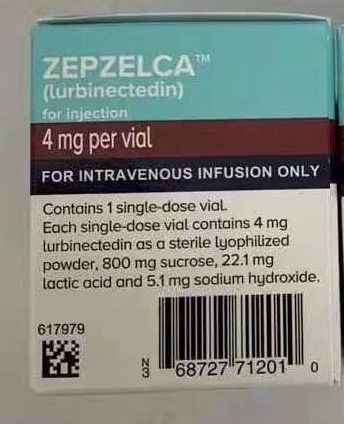 ZEPZELCA™
(lurbinectedin)
for injection
4 mg per vial
FOR INTRAVENOUS INFUSION ONLY
Contains 1 single-dose vial.
Each single-dose vial contains 4 mg
lurbinectedin as a sterile lyophilized
powder, 800 mg sucrose, 22.1 mg
lactic acid and 5.1 mg sodium hydroxide.
617979
N3 68727 71201 0